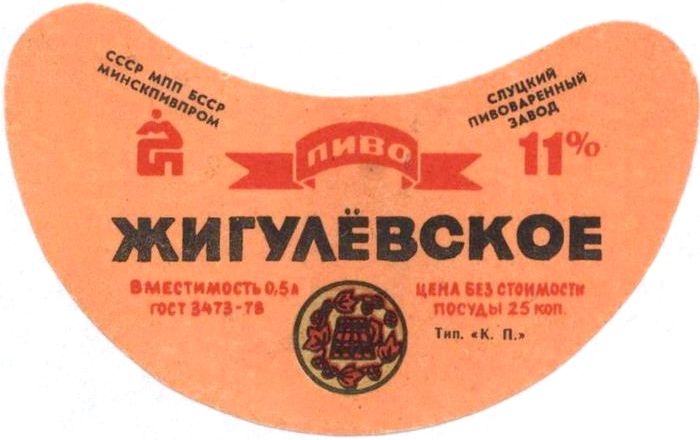 СССР МПП БССР
МИНСКПИВПРОМ
СЛУЦКИЙ
ПИВОВАРЕННЫЙ
ЗАВОД
11%
ПИВО
ЖИГУЛЁВСКОЕ
ВМЕСТИМОСТЬ 0,5 л
ГОСТ 3473-78
ЦЕНА БЕЗ СТОИМОСТИ
ПОСУДЫ 25 КОП.
Тип. «К. П.»